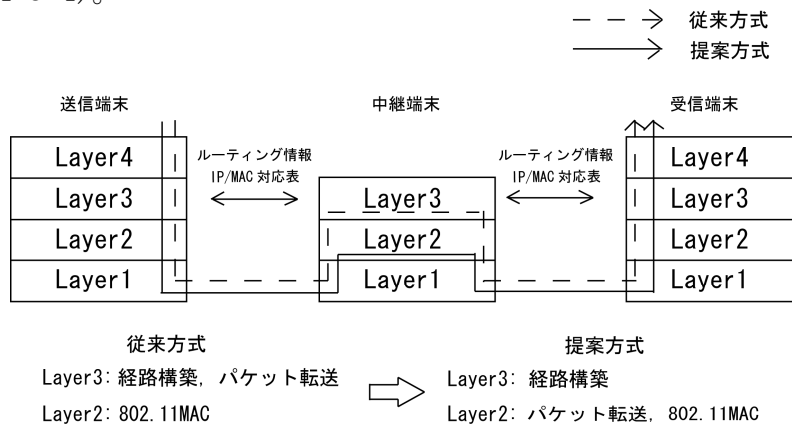 従来方式
提案方式
送信端末
中継端末
受信端末
Layer4
Layer3
Layer2
Layer1
ルーティング情報
IP/MAC 対応表
Layer3
Layer2
Layer1
ルーティング情報
IP/MAC 対応表
Layer4
Layer3
Layer2
Layer1
従来方式
Layer3: 経路構築, パケット転送
Layer2: 802.11MAC
提案方式
Layer3: 経路構築
Layer2: パケット転送, 802.11MAC